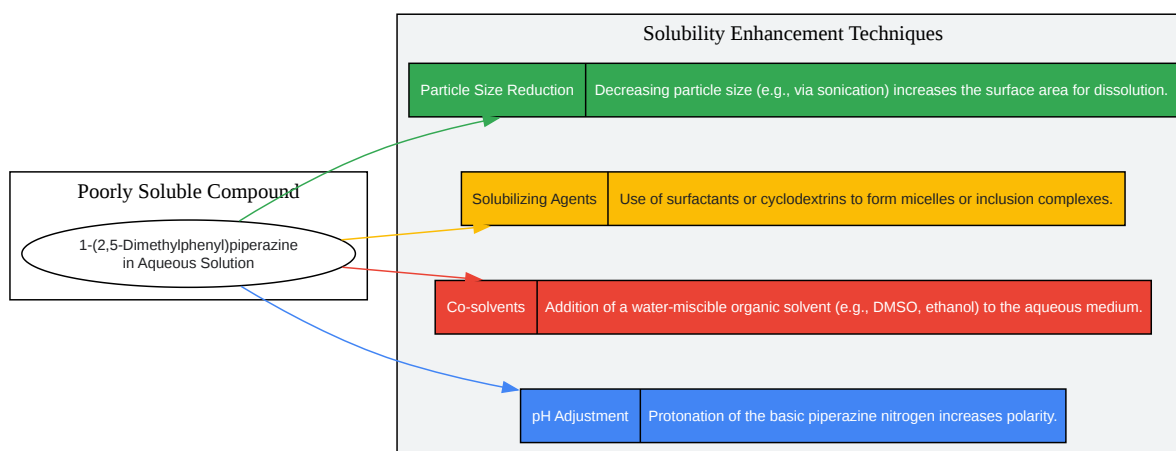 Solubility Enhancement Techniques
Particle Size Reduction Decreasing particle size (e.g., via sonication) increases the surface area for dissolution.
Poorly Soluble Compound
1-(2,5-Dimethylphenyl)piperazine
in Aqueous Solution
Solubilizing Agents Use of surfactants or cyclodextrins to form micelles or inclusion complexes.
Co-solvents Addition of a water-miscible organic solvent (e.g., DMSO, ethanol) to the aqueous medium.
pH Adjustment Protonation of the basic piperazine nitrogen increases polarity.